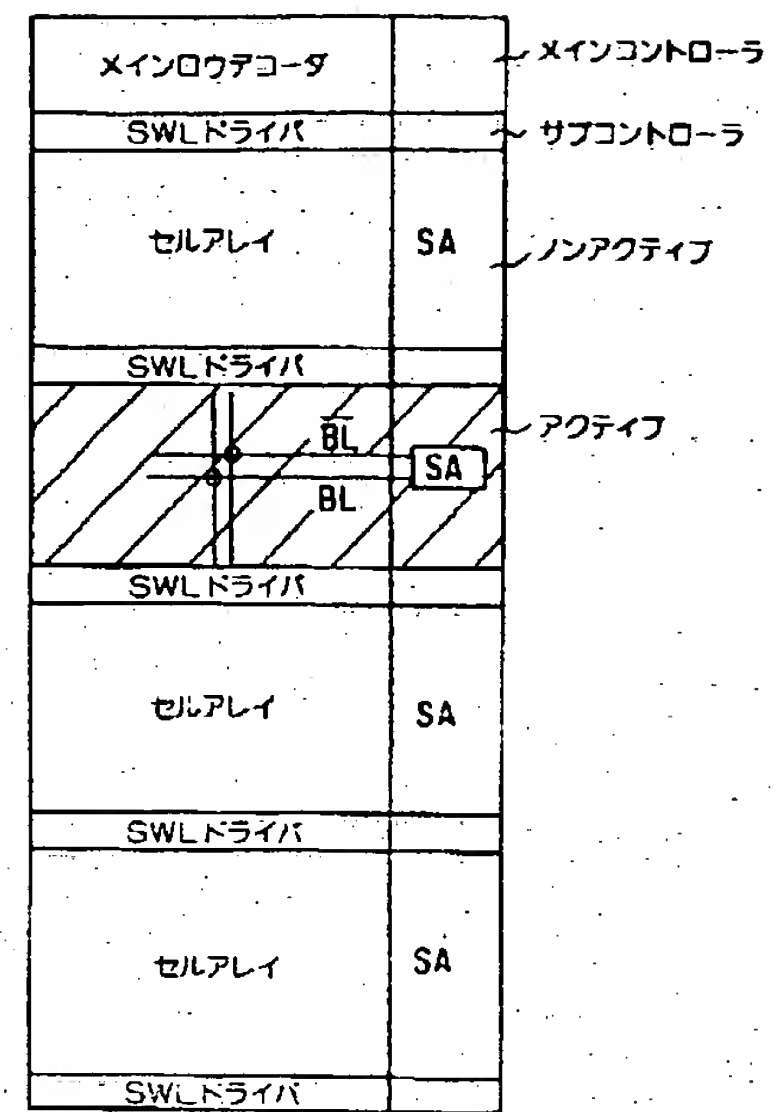 メインロウデコーダ
メインコントローラ
SWLドライバ
サブコントローラ
セルアレイ
SA
ノンアクティブ
SWLドライバ
アクティブ
B̅L̅
SA
BL
SWLドライバ
セルアレイ
SA
SWLドライバ
セルアレイ
SA
SWLドライバ